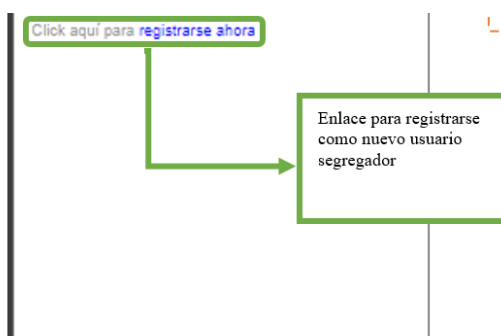 Click aquí para registrarse ahora
Enlace para registrarse
como nuevo usuario
segregador